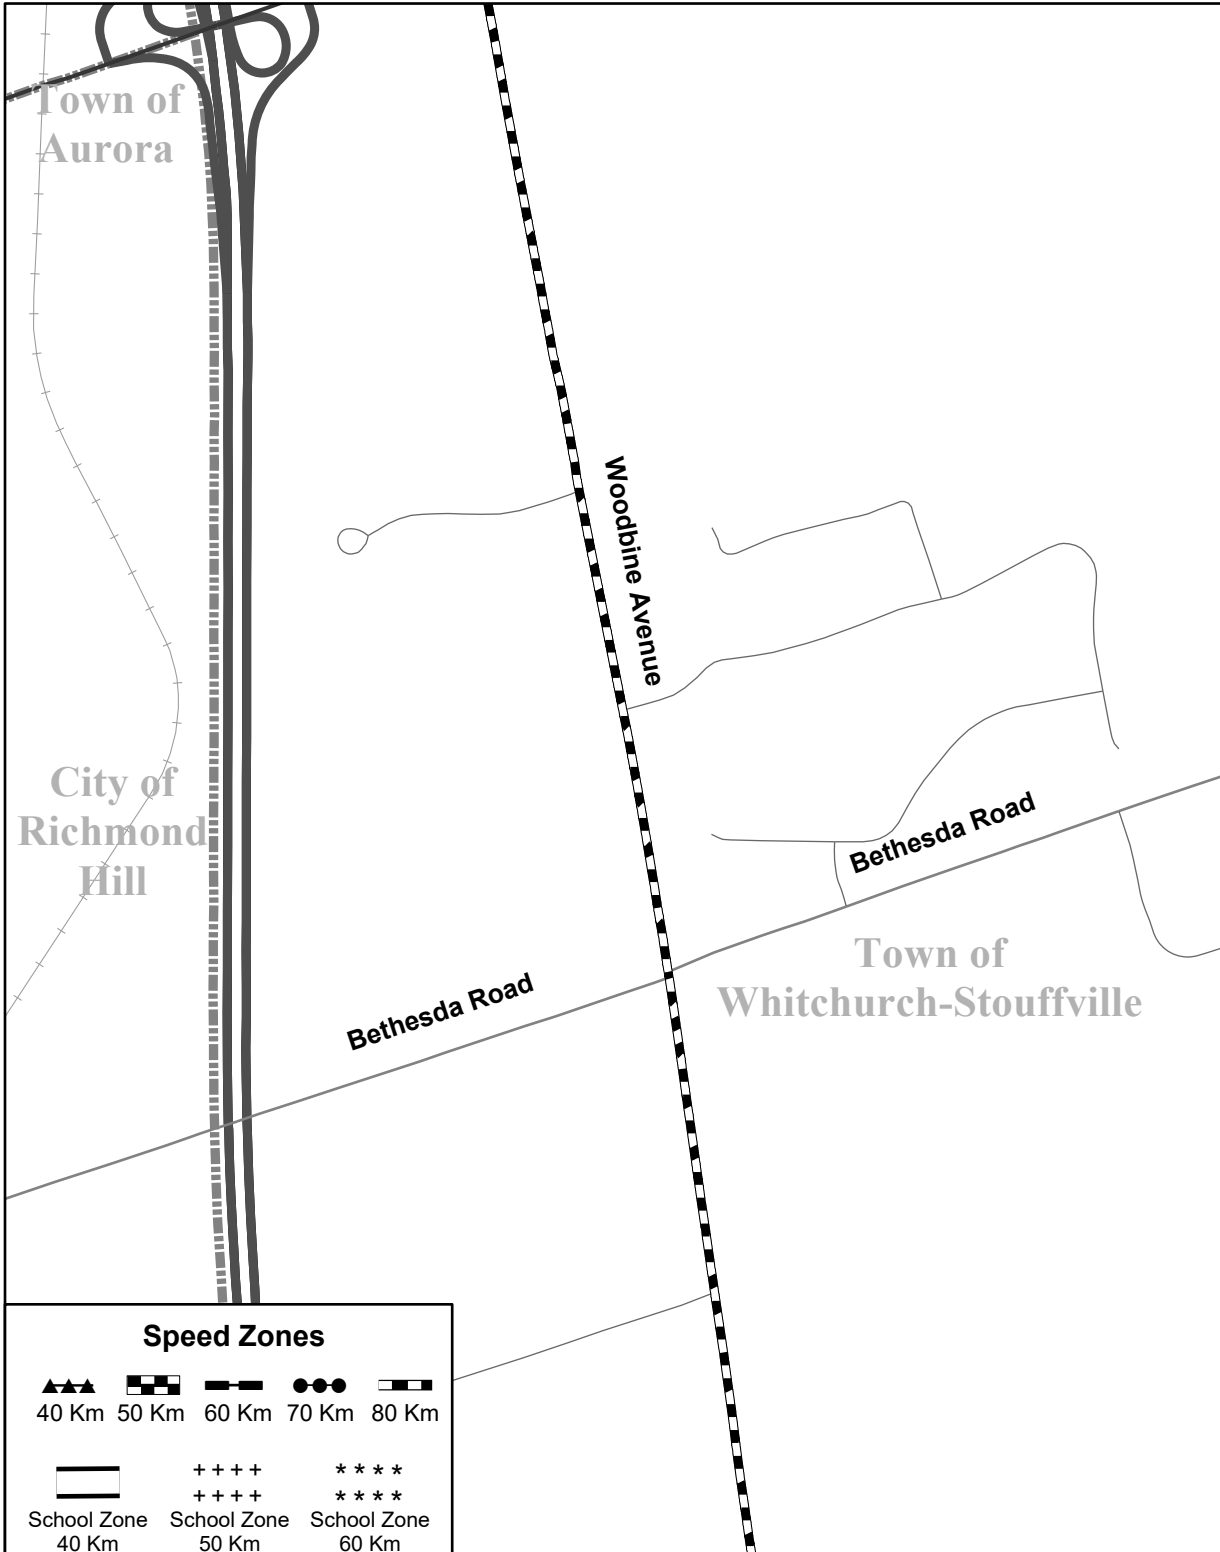 Town of
Aurora
Woodbine Avenue
City of
Richmond
Hill
Bethesda Road
Town of
Whitchurch-Stouffville
Bethesda Road
Speed Zones
40 Km 50 Km 60 Km 70 Km 80 Km
School Zone School Zone School Zone
40 Km 50 Km 60 Km